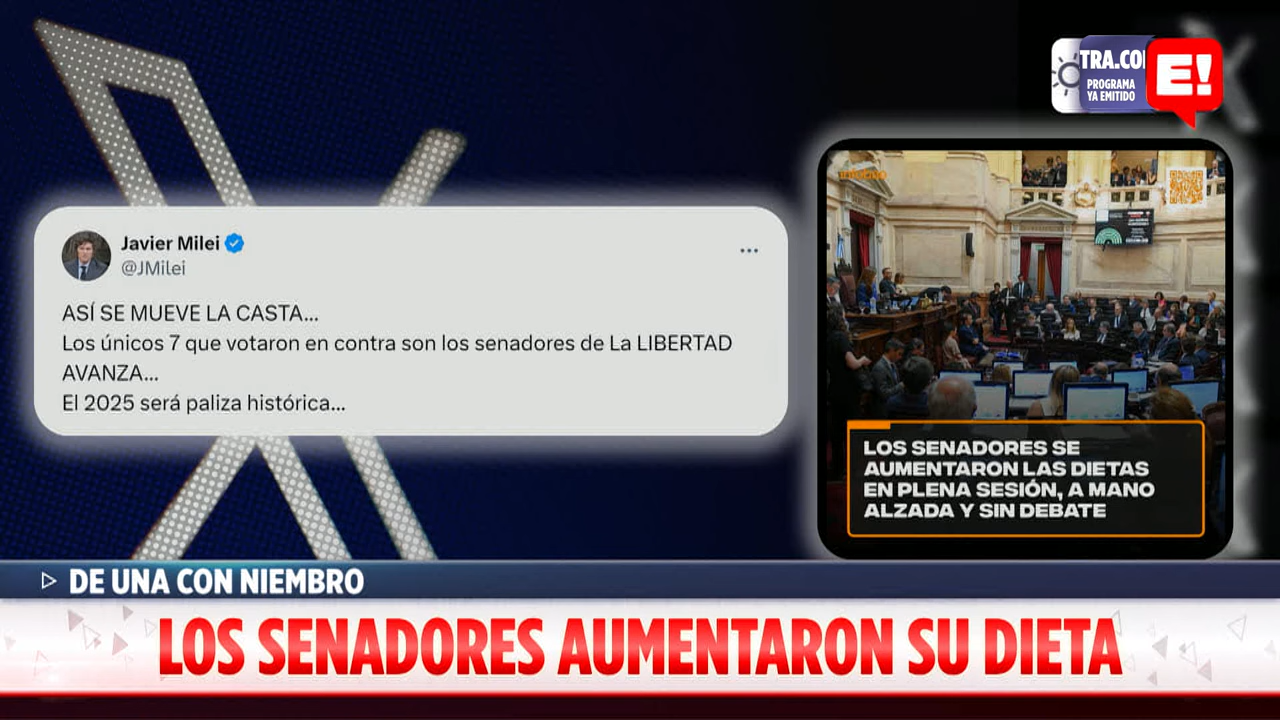 TRA.CO
PROGRAMA
YA EMITIDO
E!
Javier Milei
@JMilei
ASÍ SE MUEVE LA CASTA...
Los únicos 7 que votaron en contra son los senadores de La LIBERTAD
AVANZA...
El 2025 será paliza histórica...
LOS SENADORES SE
AUMENTARON LAS DIETAS
EN PLENA SESIÓN, A MANO
ALZADA Y SIN DEBATE
DE UNA CON NIEMBRO
LOS SENADORES AUMENTARON SU DIETA